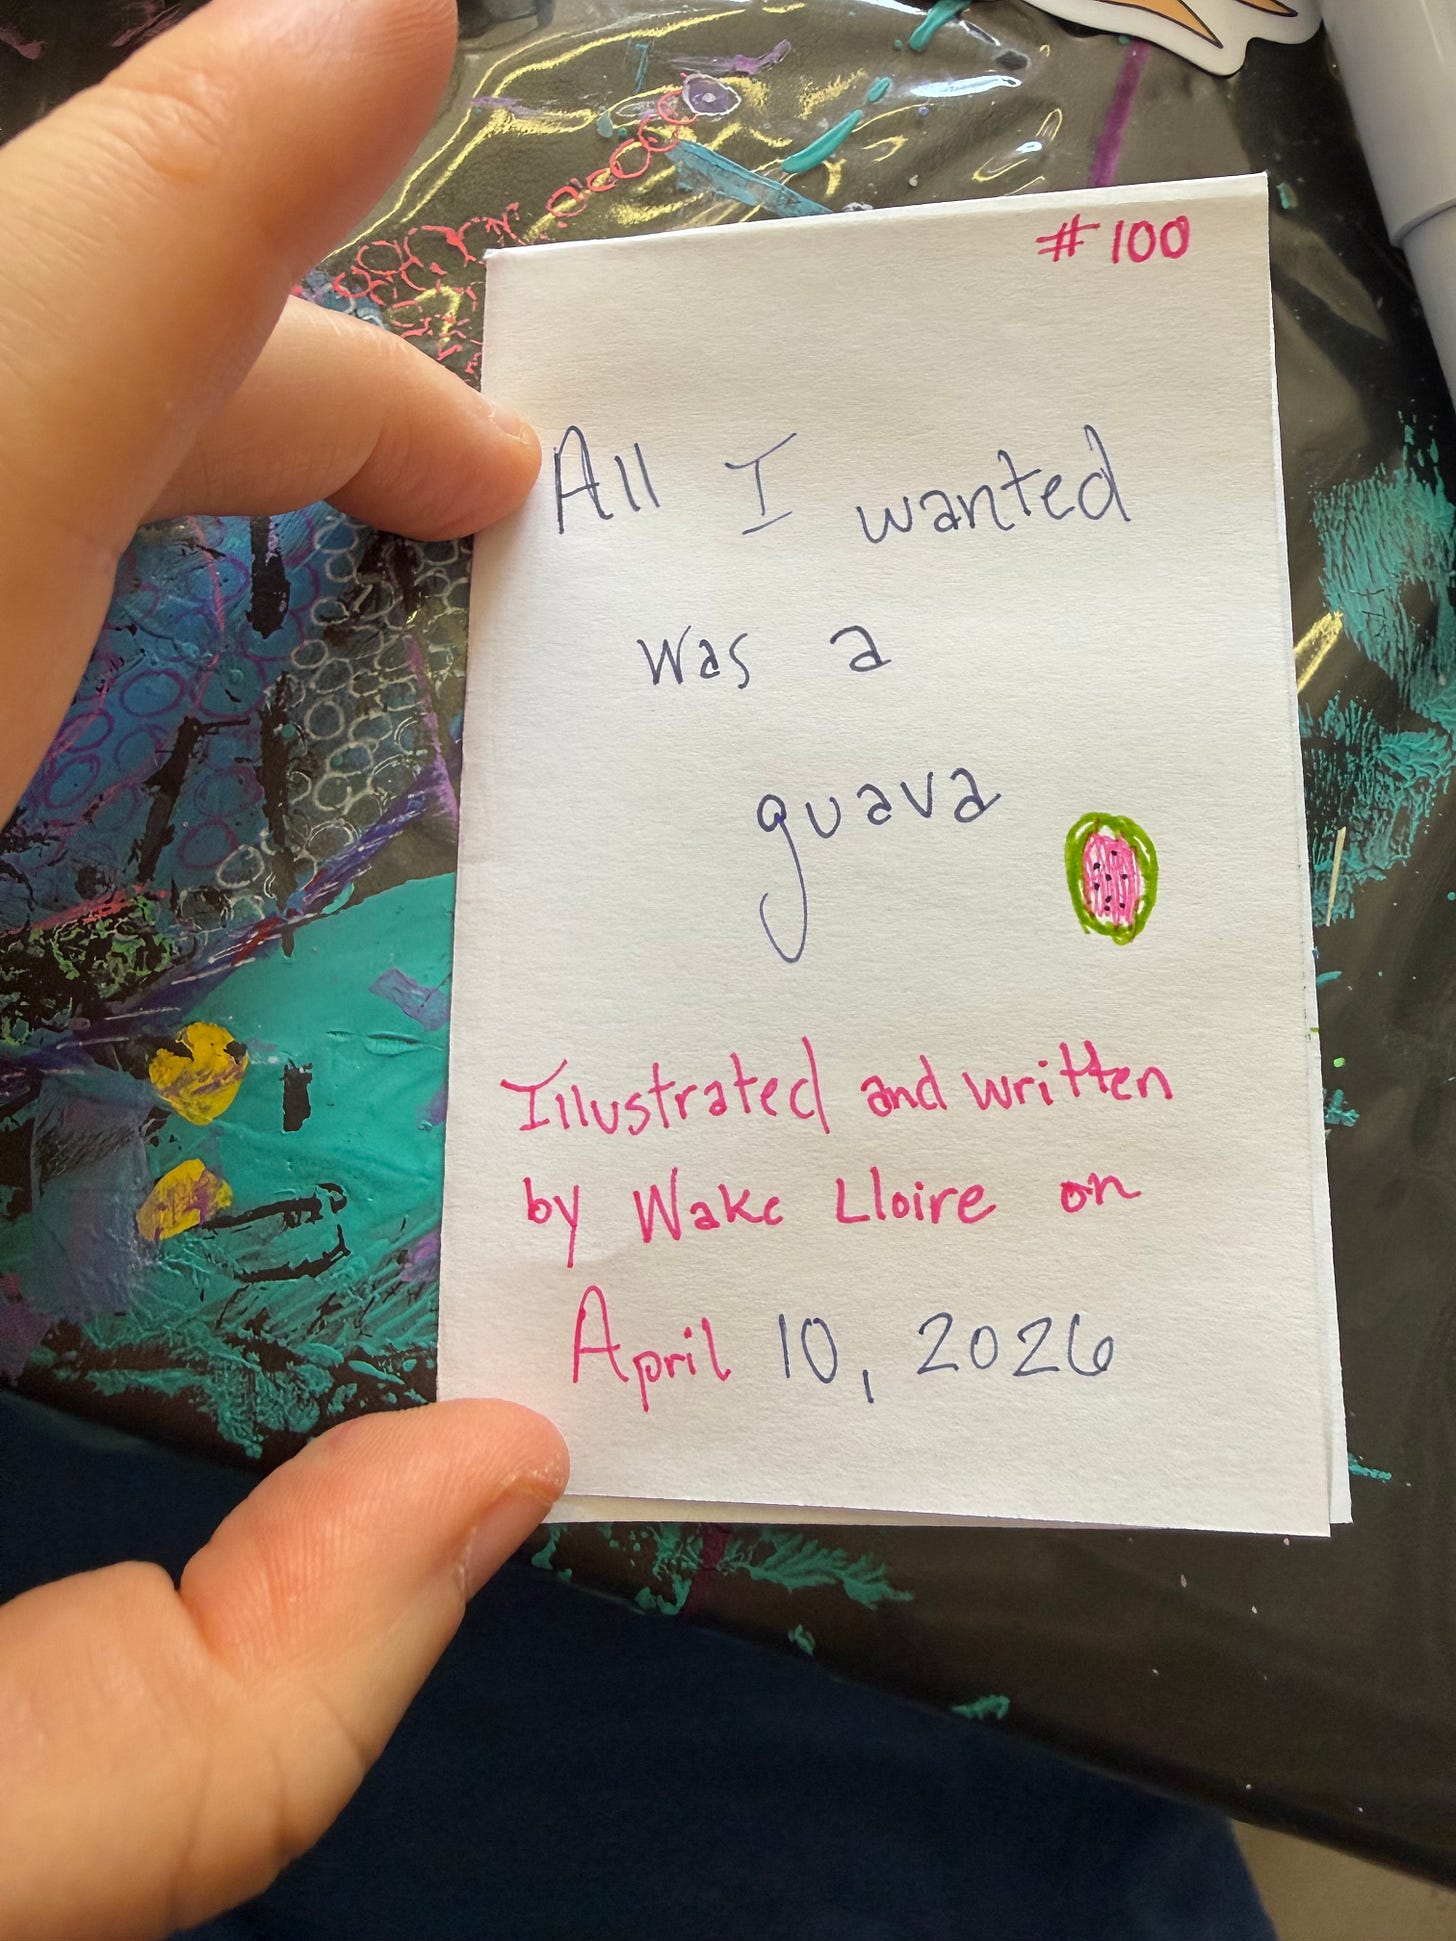 #100
All I wanted
was a
guava
Illustrated and written
by Wake Lloire on
April 10, 2026